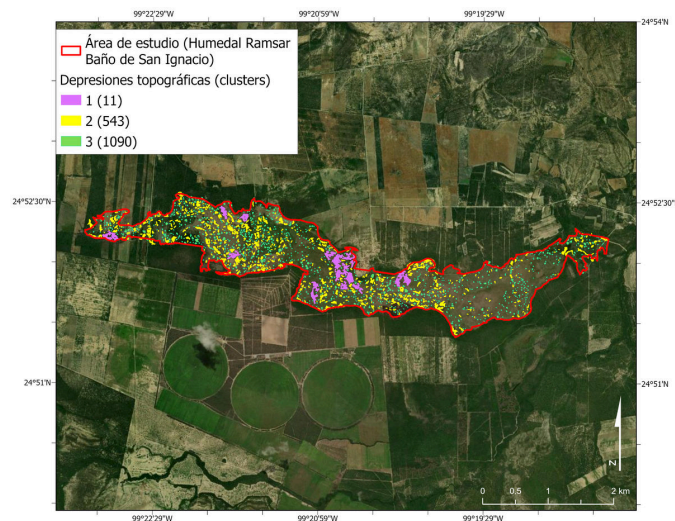 99°22'29"W 99°20'59"W 99°19'29"W
24°54'N
Área de estudio (Humedal Ramsar
Baño de San Ignacio)
Depresiones topográficas (clusters)
1 (11)
2 (543)
3 (1090)
24°52'30"N 24°52'30"N
24°51'N 24°51'N
N
0 0.5 1 2 km
99°22'29"W 99°20'59"W 99°19'29"W